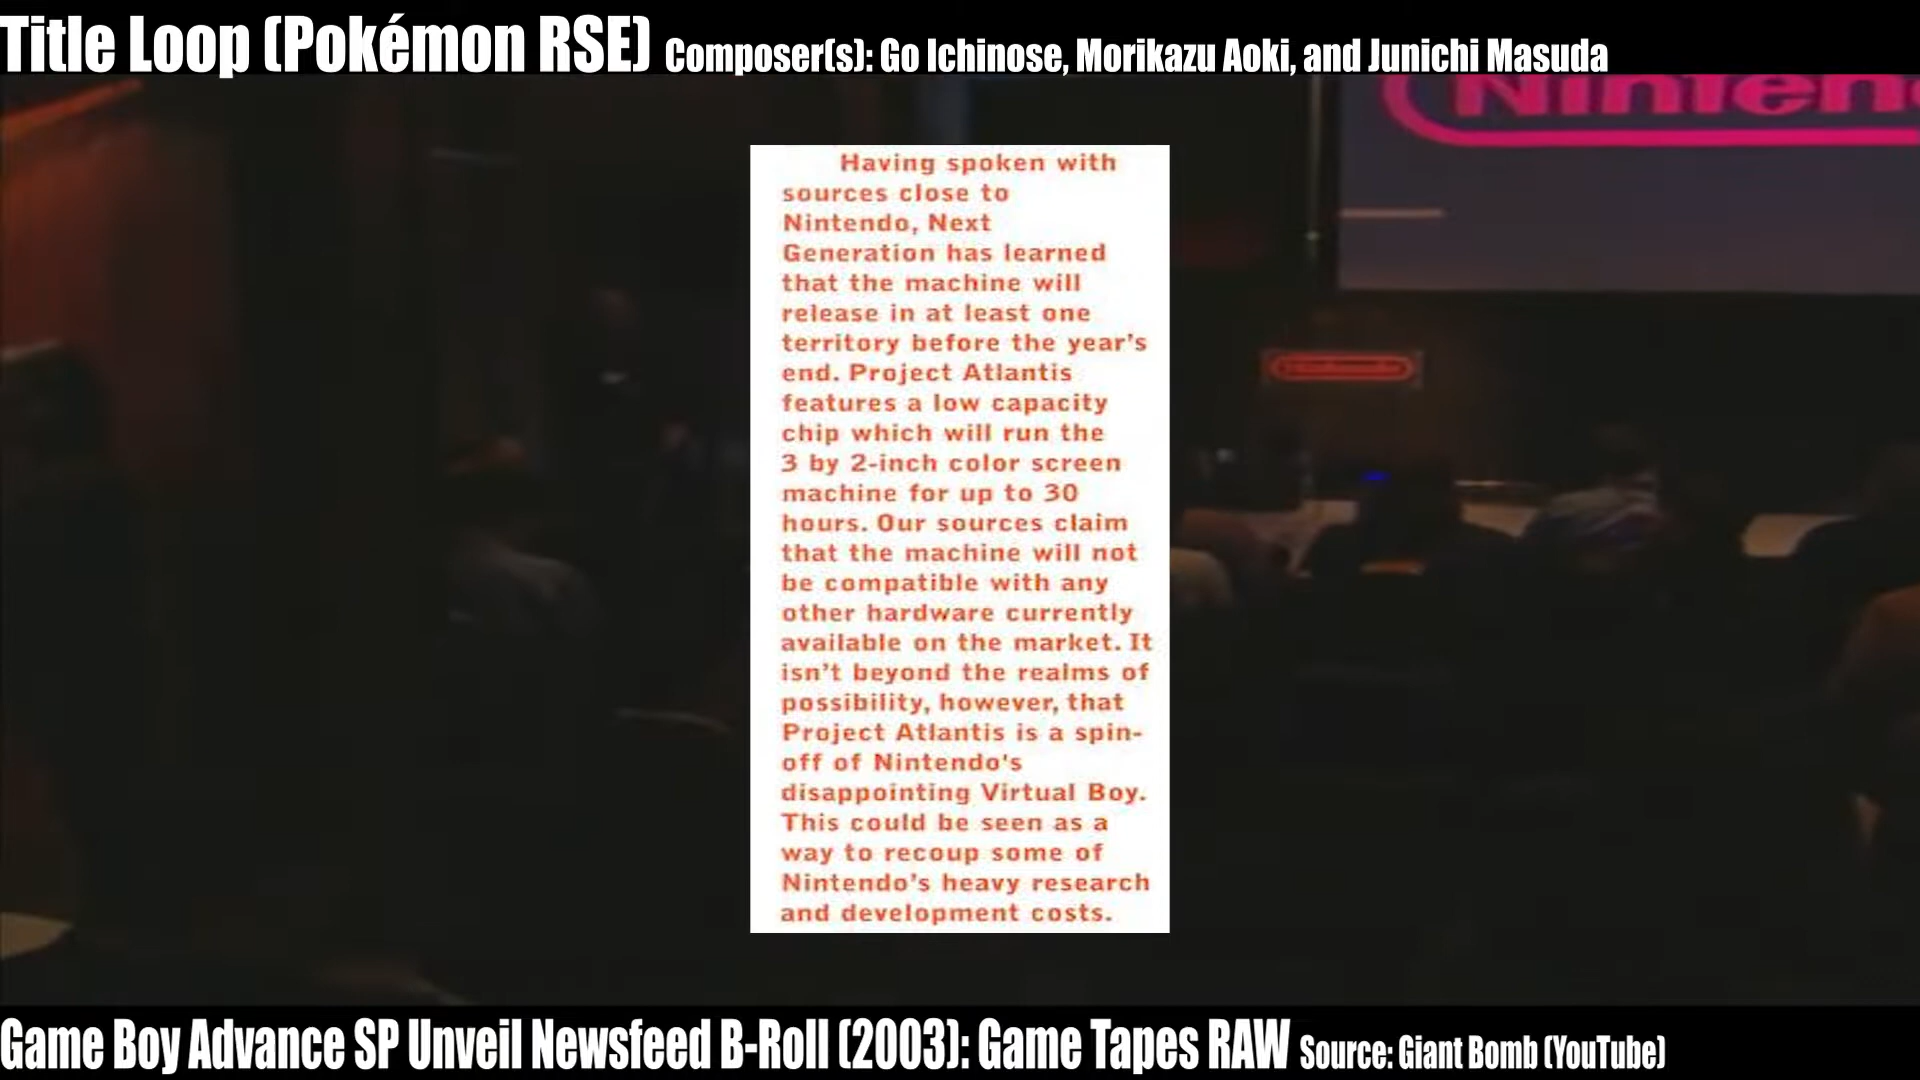 Title Loop (Pokémon RSE) Composer(s): Go Ichinose, Morikazu Aoki, and Junichi Masuda
Ninten
Nintendo
Having spoken with
sources close to
Nintendo, Next
Generation has learned
that the machine will
release in at least one
territory before the year's
end. Project Atlantis
features a low capacity
chip which will run the
3 by 2-inch color screen
machine for up to 30
hours. Our sources claim
that the machine will not
be compatible with any
other hardware currently
available on the market. It
isn't beyond the realms of
possibility, however, that
Project Atlantis is a spin-
off of Nintendo's
disappointing Virtual Boy.
This could be seen as a
way to recoup some of
Nintendo's heavy research
and development costs.
Game Boy Advance SP Unveil Newsfeed B-Roll (2003): Game Tapes RAW Source: Giant Bomb (YouTube)